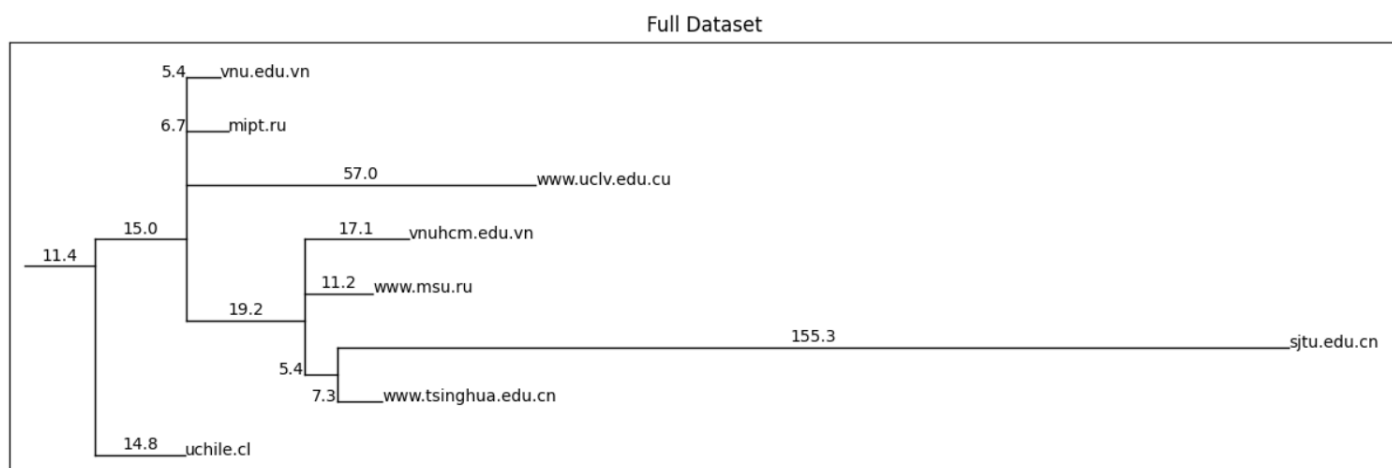 Full Dataset
5.4 vnu.edu.vn
6.7 mipt.ru
57.0 www.uclv.edu.cu
15.0
17.1 vnuhcm.edu.vn
11.4
11.2 www.msu.ru
19.2
155.3 sjtu.edu.cn
5.4
7.3 www.tsinghua.edu.cn
14.8 uchile.cl